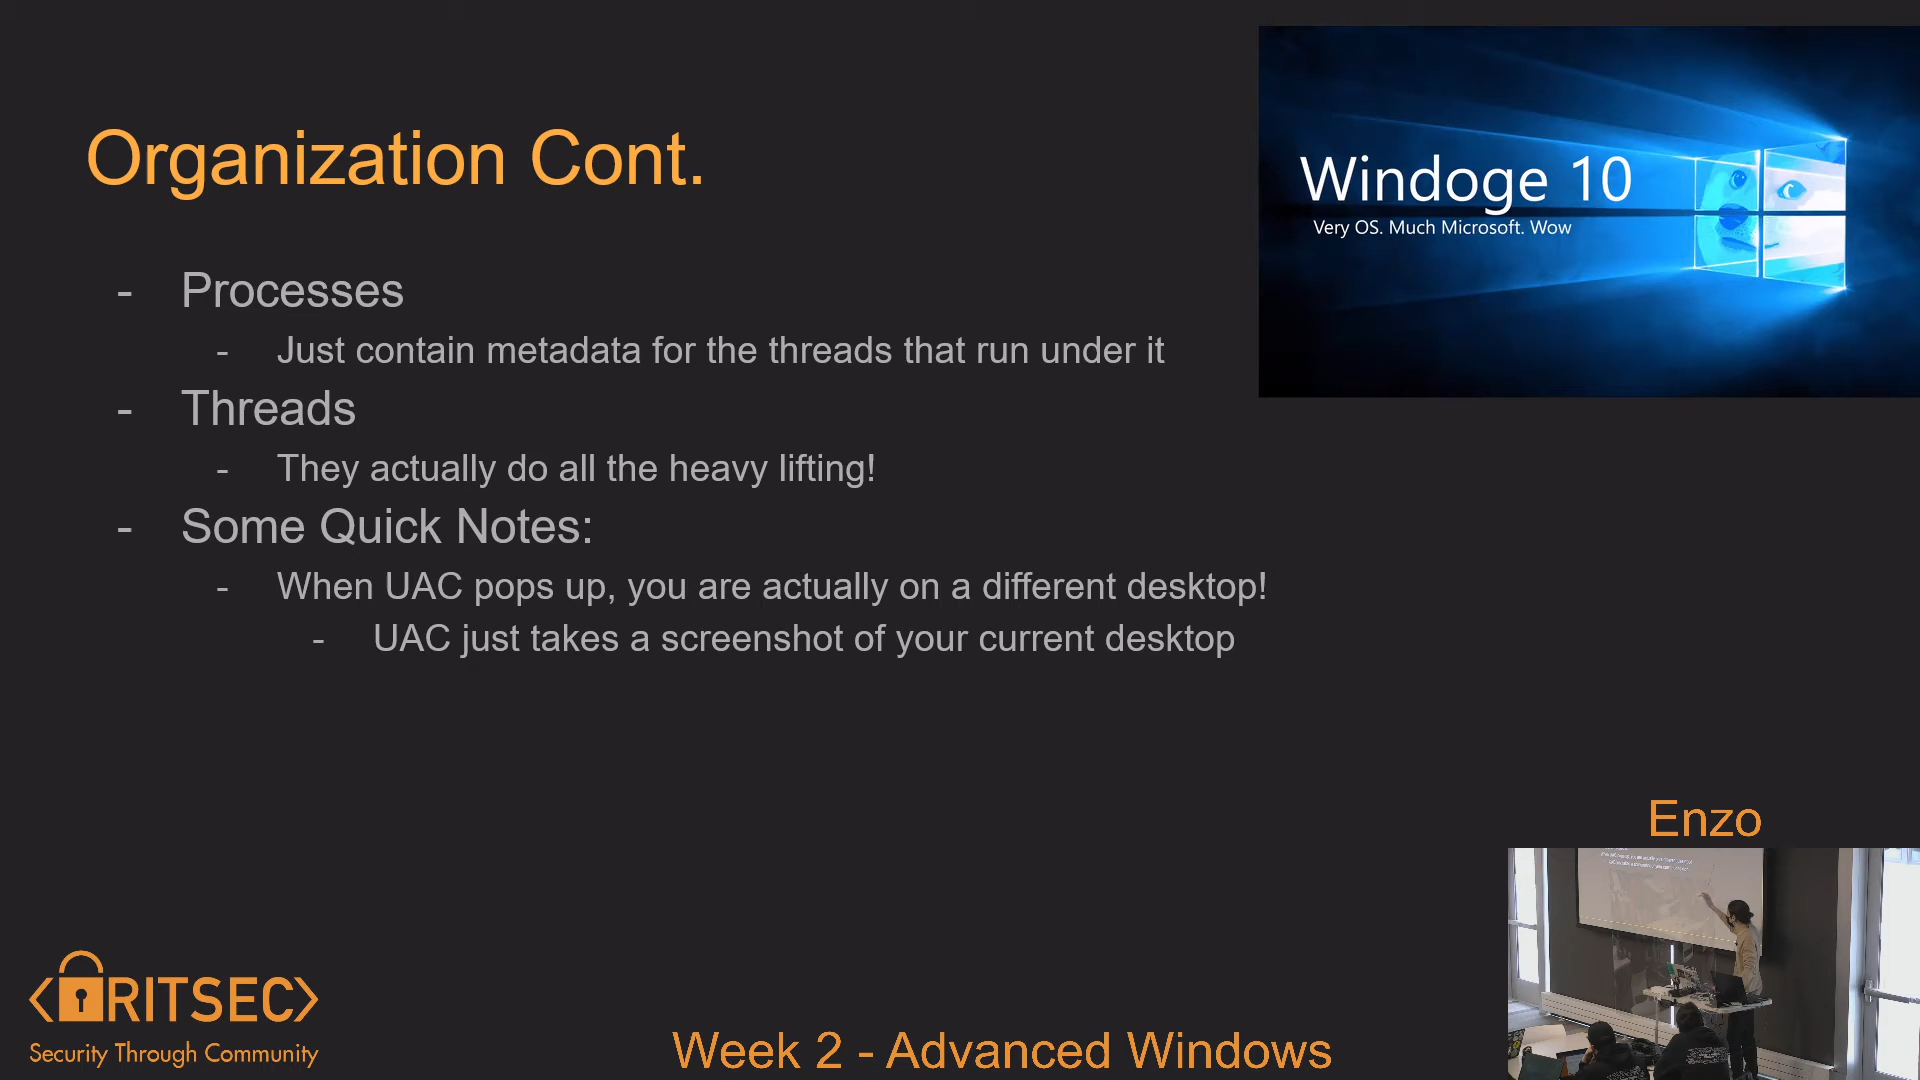 Organization Cont.
Windoge 10
Very OS. Much Microsoft. Wow
- Processes
- Just contain metadata for the threads that run under it
- Threads
- They actually do all the heavy lifting!
- Some Quick Notes:
- When UAC pops up, you are actually on a different desktop!
- UAC just takes a screenshot of your current desktop
Enzo
<RITSEC>
Security Through Community
Week 2 - Advanced Windows